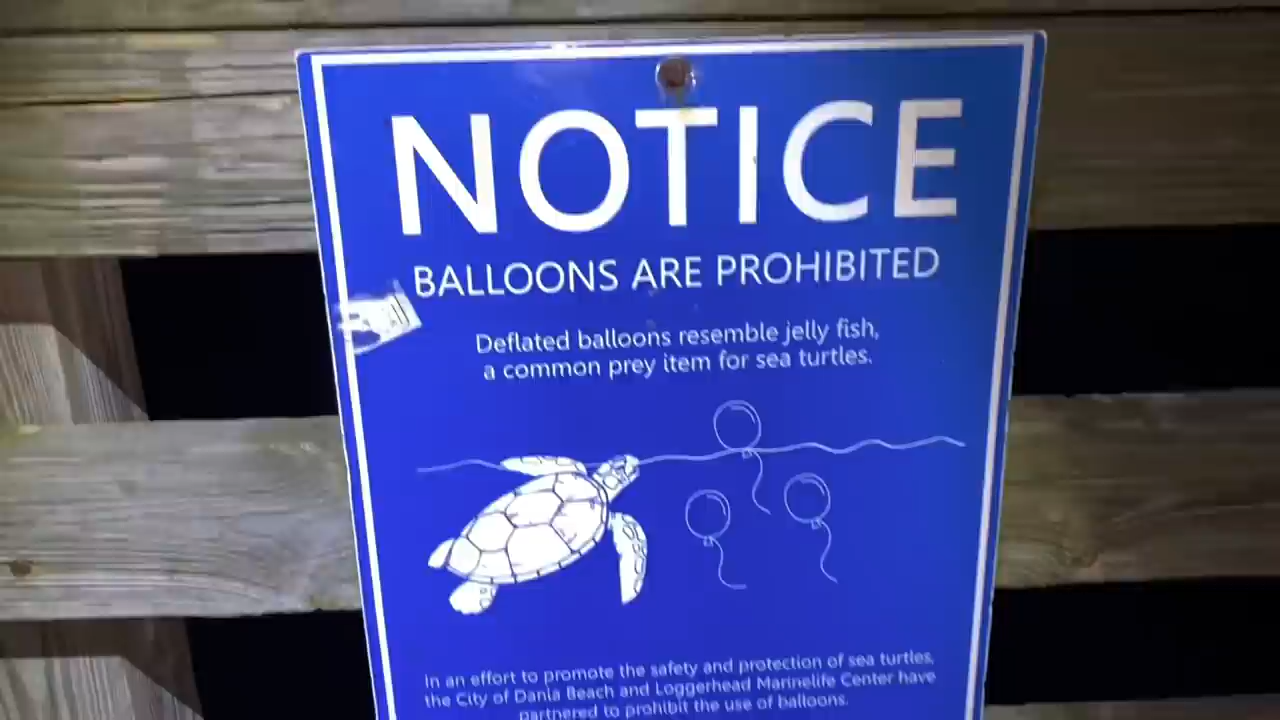 NOTICE
BALLOONS ARE PROHIBITED
Deflated balloons resemble jelly fish,
a common prey item for sea turtles.
In an effort to promote the safety and protection of sea turtles,
the City of Dania Beach and Loggerhead Marinelife Center have
partnered to prohibit the use of balloons.